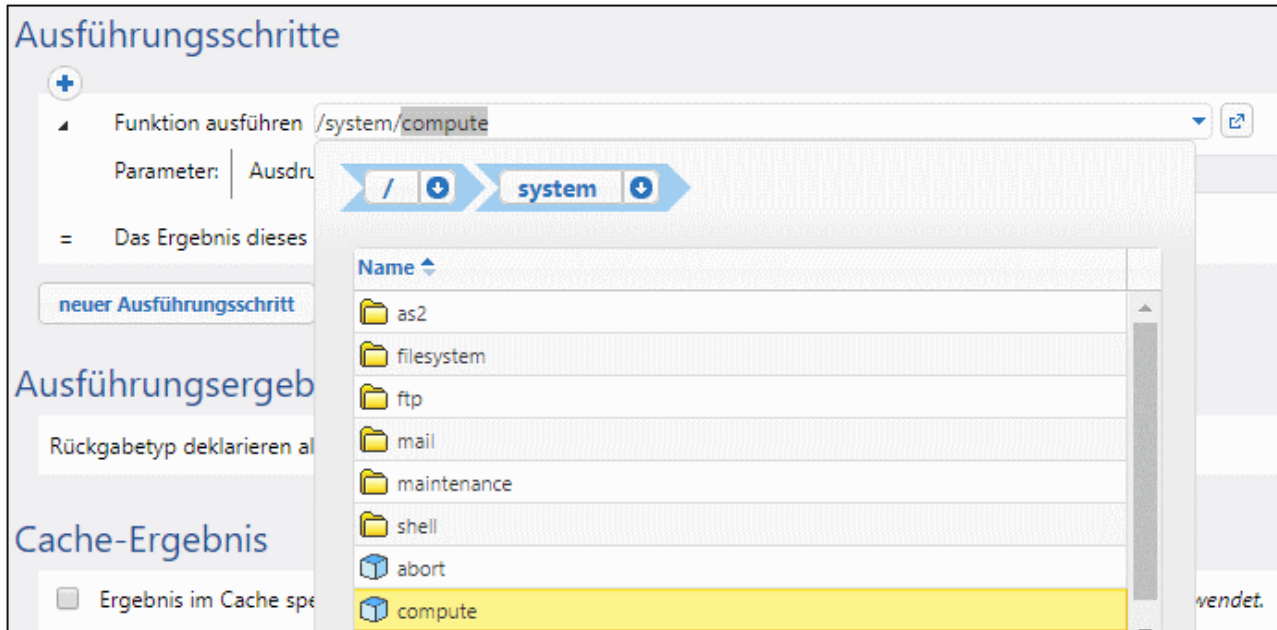 Ausführungsschritte
Funktion ausführen /system/compute
Parameter: Ausdru
/ system
= Das Ergebnis dieses
Name
neuer Ausführungsschritt
as2
filesystem
Ausführungsergeb
ftp
Rückgabetyp deklarieren al
mail
maintenance
shell
Cache-Ergebnis
abort
Ergebnis im Cache spe
wendet.
compute